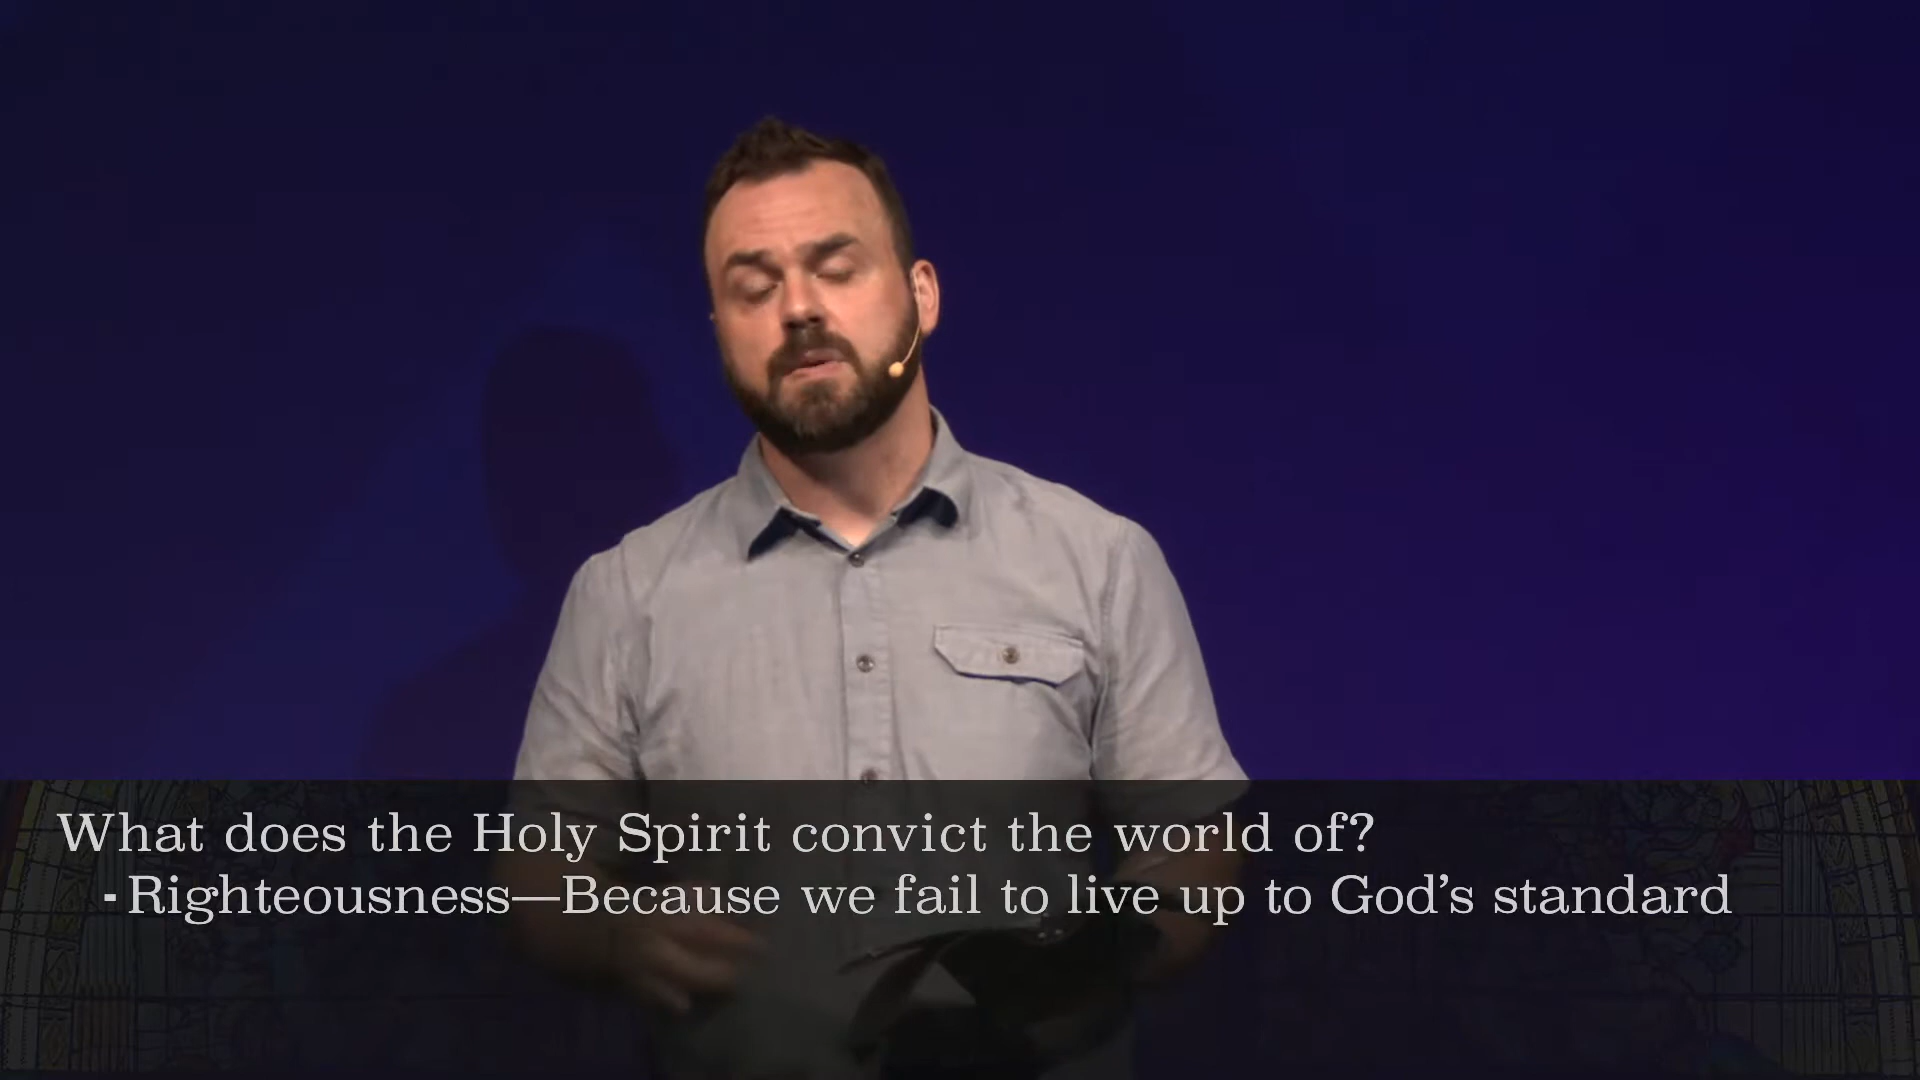 What does the Holy Spirit convict the world of?
- Righteousness—Because we fail to live up to God’s standard